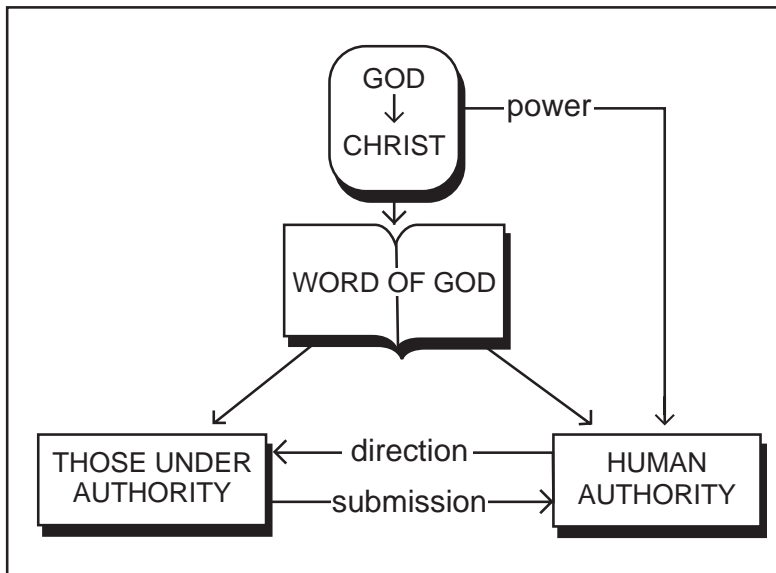 GOD
power
CHRIST
WORD OF GOD
direction
THOSE UNDER
AUTHORITY
HUMAN
AUTHORITY
submission